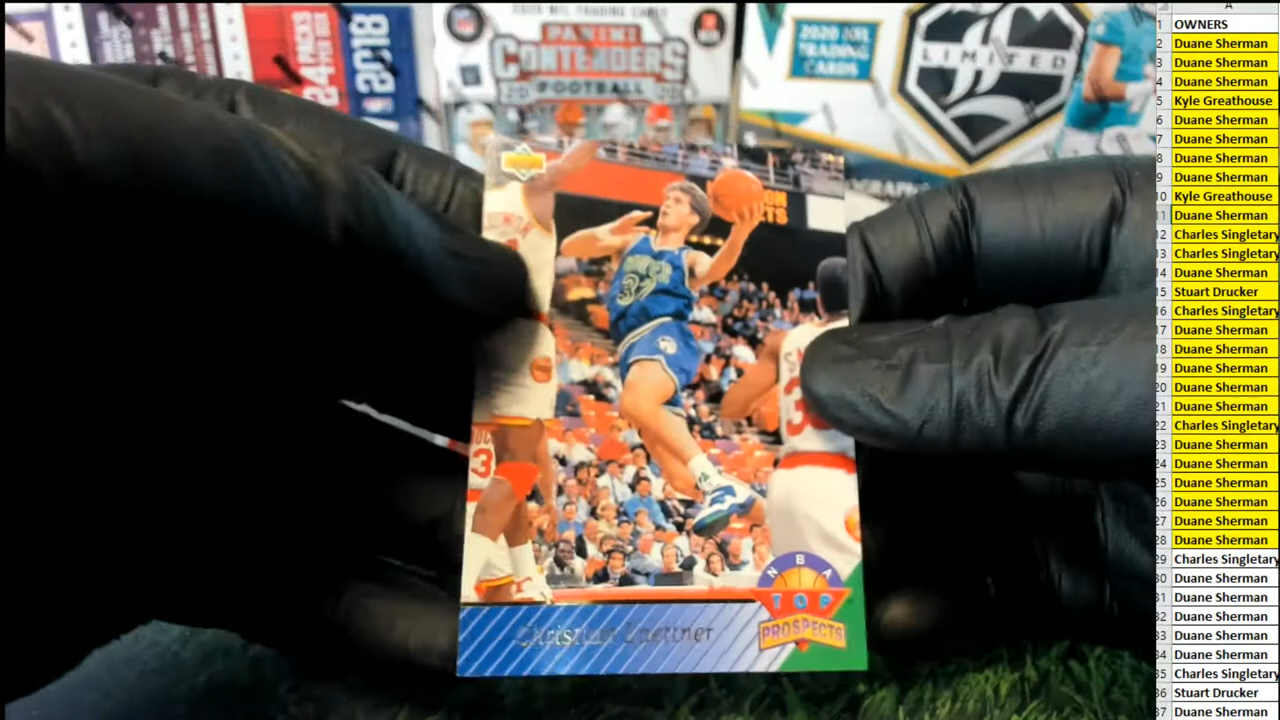 24 PACKS
2018
PANINI
CONTENDERS
FOOTBALL
2020 NFL
TRADING
CARDS
LIMITED
32
3
NBA
TOP
PROSPECTS
Christian Laettner
A
1 OWNERS
2 Duane Sherman
3 Duane Sherman
4 Duane Sherman
5 Kyle Greathouse
6 Duane Sherman
7 Duane Sherman
8 Duane Sherman
9 Duane Sherman
10 Kyle Greathouse
11 Duane Sherman
12 Charles Singletary
13 Charles Singletary
14 Duane Sherman
15 Stuart Drucker
16 Charles Singletary
17 Duane Sherman
18 Duane Sherman
19 Duane Sherman
20 Duane Sherman
21 Duane Sherman
22 Charles Singletary
23 Duane Sherman
24 Duane Sherman
25 Duane Sherman
26 Duane Sherman
27 Duane Sherman
28 Duane Sherman
29 Charles Singletary
30 Duane Sherman
31 Duane Sherman
32 Duane Sherman
33 Duane Sherman
34 Duane Sherman
35 Charles Singletary
36 Stuart Drucker
37 Duane Sherman